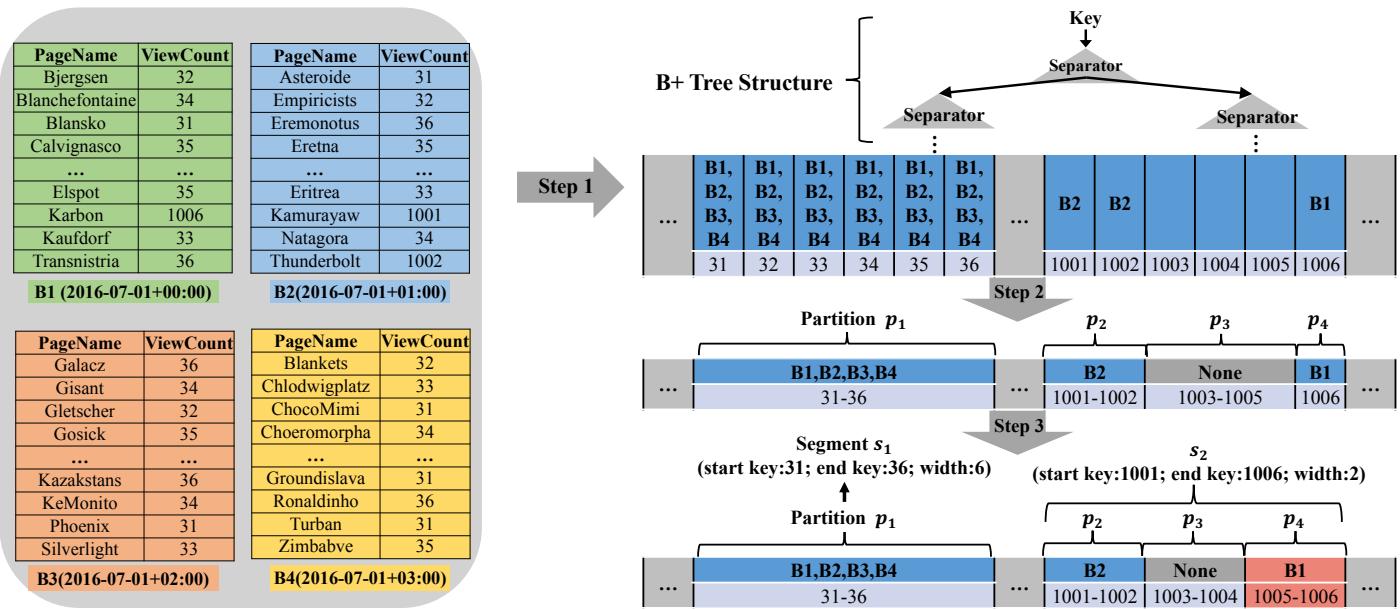 PageName ViewCount
Bjergsen 32
Blanchefontaine 34
Blansko 31
Calvignasco 35
... ...
Elspot 35
Karbon 1006
Kaufdorf 33
Transnistria 36
B1 (2016-07-01+00:00)
PageName ViewCount
Asteroide 31
Empiricists 32
Eremonotus 36
Eretna 35
... ...
Eritrea 33
Kamurayaw 1001
Natagora 34
Thunderbolt 1002
B2(2016-07-01+01:00)
PageName ViewCount
Galacz 36
Gisant 34
Gletscher 32
Gosick 35
... ...
Kazakstans 36
KeMonito 34
Phoenix 31
Silverlight 33
B3(2016-07-01+02:00)
PageName ViewCount
Blankets 32
Chlodwigplatz 33
ChocoMimi 31
Choeromorpha 34
... ...
Groundislava 31
Ronaldinho 36
Turban 31
Zimbabve 35
B4(2016-07-01+03:00)
Step 1
Key
Separator
B+ Tree Structure
Separator Separator
⋮ ⋮
B1, B1, B1, B1, B1, B1,
B2, B2, B2, B2, B2, B2,
... B3, B3, B3, B3, B3, B3, ... B2 B2 B1 ...
B4 B4 B4 B4 B4 B4
31 32 33 34 35 36 1001 1002 1003 1004 1005 1006
Step 2
Partition p₁ p₂ p₃ p₄
... B1,B2,B3,B4 ... B2 None B1 ...
31-36 1001-1002 1003-1005 1006
Step 3
Segment s₁
(start key:31; end key:36; width:6)
s₂
(start key:1001; end key:1006; width:2)
Partition p₁ p₂ p₃ p₄
... B1,B2,B3,B4 ... B2 None B1 ...
31-36 1001-1002 1003-1004 1005-1006